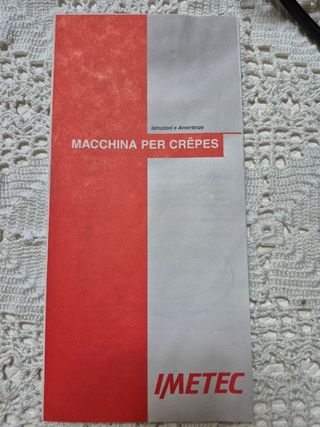 Istruzioni e Avvertenze
MACCHINA PER CRÊPES
IMETEC